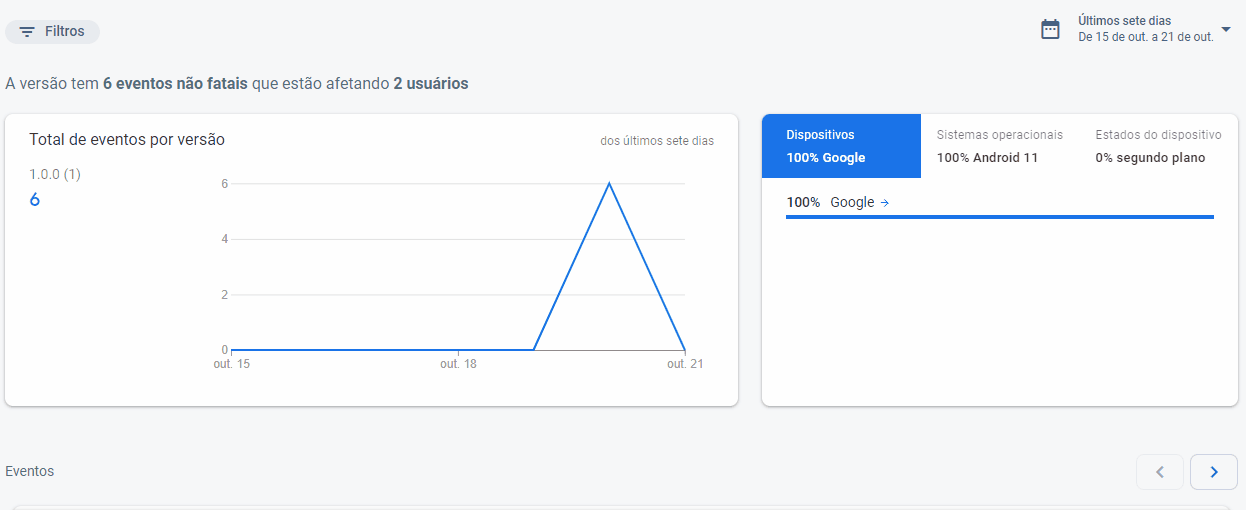 Filtros
Últimos sete dias
De 15 de out. a 21 de out.
A versão tem 6 eventos não fatais que estão afetando 2 usuários
Total de eventos por versão
dos últimos sete dias
1.0.0 (1)
6
6
4
2
0
out. 15
out. 18
out. 21
Dispositivos
100% Google
Sistemas operacionais
100% Android 11
Estados do dispositivo
0% segundo plano
100% Google →
Eventos